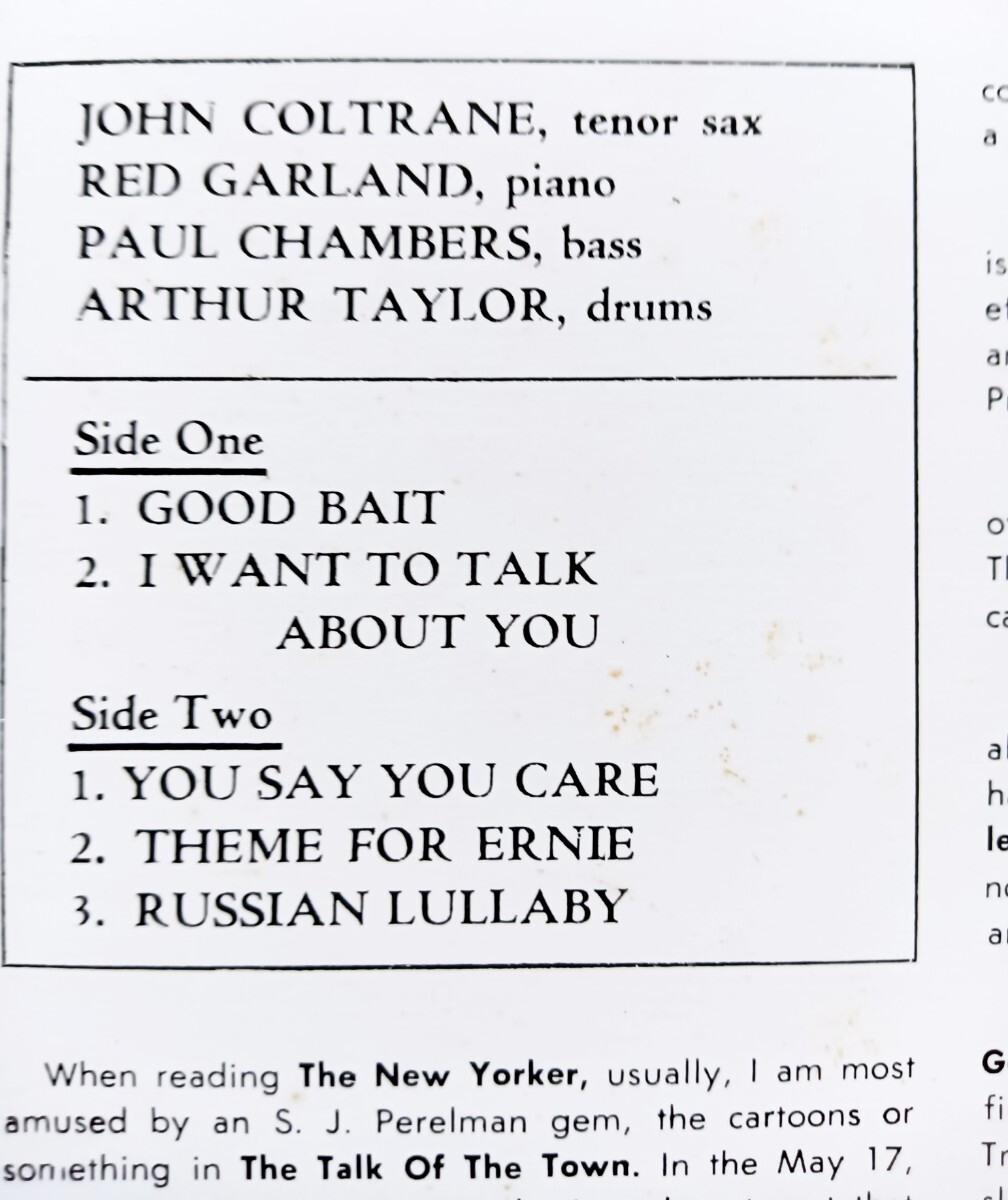 JOHN COLTRANE, tenor sax
RED GARLAND, piano
PAUL CHAMBERS, bass
ARTHUR TAYLOR, drums
Side One
1. GOOD BAIT
2. I WANT TO TALK
ABOUT YOU
Side Two
1. YOU SAY YOU CARE
2. THEME FOR ERNIE
3. RUSSIAN LULLABY
When reading The New Yorker, usually, I am most
amused by an S. J. Perelman gem, the cartoons or
something in The Talk Of The Town. In the May 17,
a
is